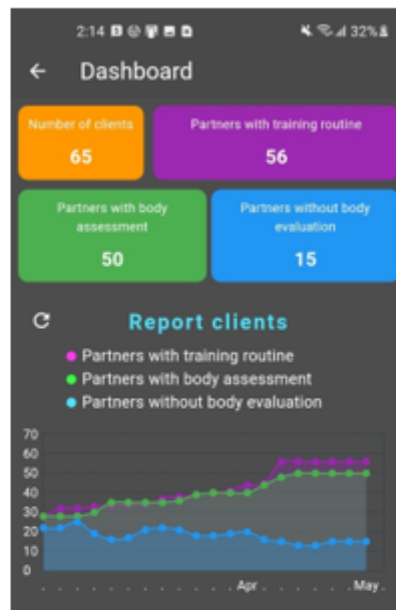 2:14
32%
Dashboard
Number of clients
65
Partners with training routine
56
Partners with body
assessment
50
Partners without body
evaluation
15
Report clients
Partners with training routine
Partners with body assessment
Partners without body evaluation
70
60
50
40
30
20
10
0
. . . . . . . . . . . Apr . . . . . . May .